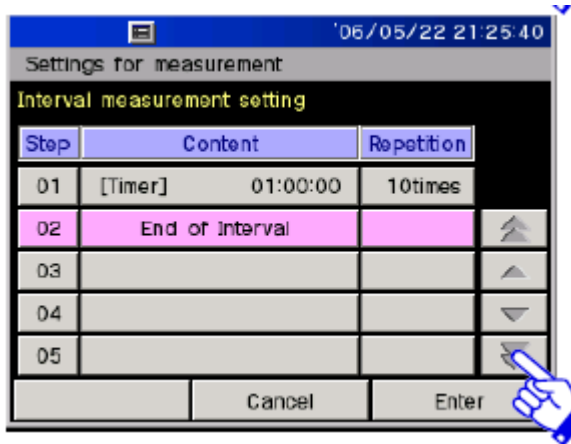 '06/05/22 21:25:40
Settings for measurement
Interval measurement setting
Step Content Repetition
01 [Timer] 01:00:00 10times
02 End of Interval
03
04
05
Cancel Enter